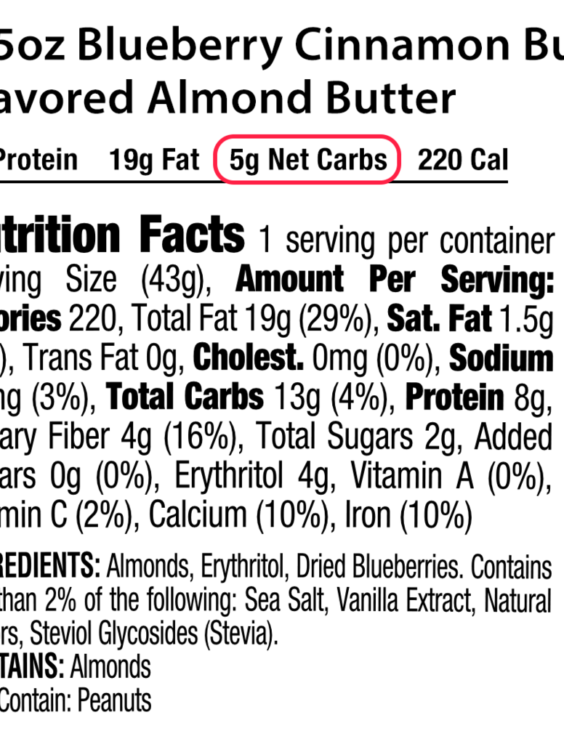 5oz Blueberry Cinnamon Bu
avored Almond Butter
Protein 19g Fat 5g Net Carbs 220 Cal
trition Facts 1 serving per container
ving Size (43g), Amount Per Serving:
ories 220, Total Fat 19g (29%), Sat. Fat 1.5g
), Trans Fat 0g, Cholest. 0mg (0%), Sodium
ng (3%), Total Carbs 13g (4%), Protein 8g,
ary Fiber 4g (16%), Total Sugars 2g, Added
ars 0g (0%), Erythritol 4g, Vitamin A (0%),
min C (2%), Calcium (10%), Iron (10%)
REDIENTS: Almonds, Erythritol, Dried Blueberries. Contains
than 2% of the following: Sea Salt, Vanilla Extract, Natural
rs, Steviol Glycosides (Stevia).
TAINS: Almonds
Contain: Peanuts